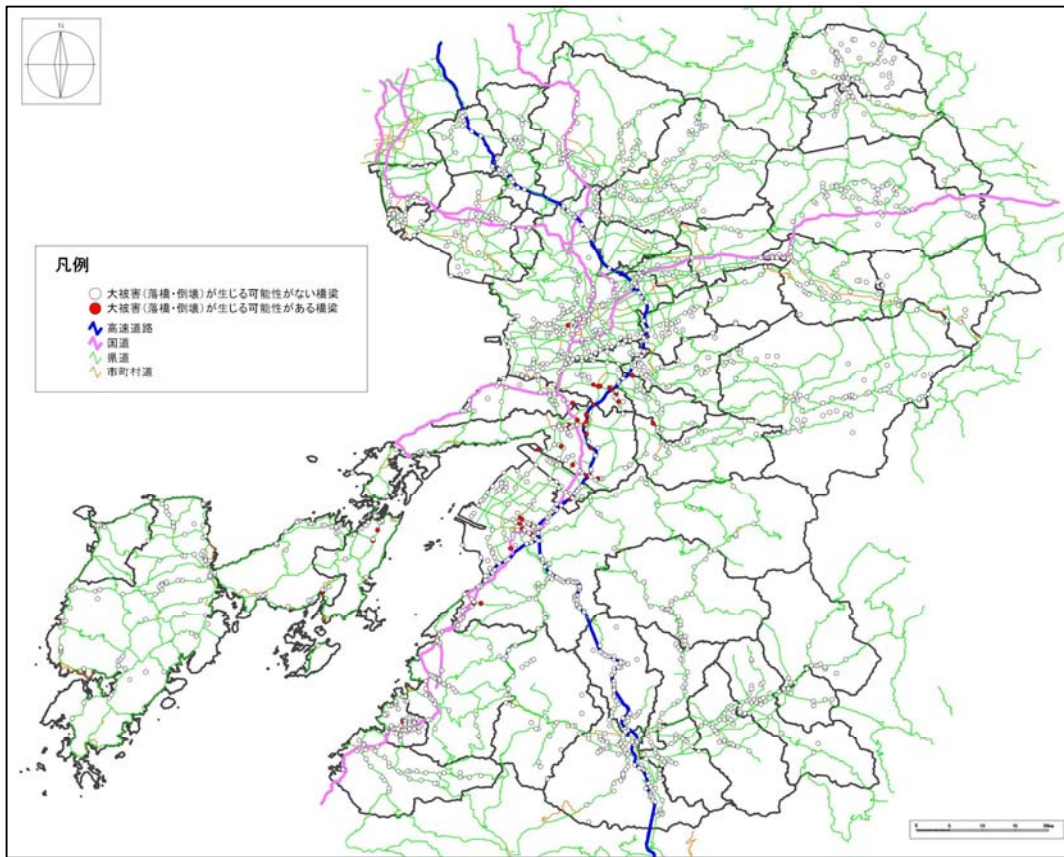 N
凡例
大被害(落橋・倒壊)が生じる可能性がない橋梁
大被害(落橋・倒壊)が生じる可能性がある橋梁
高速道路
国道
県道
市町村道